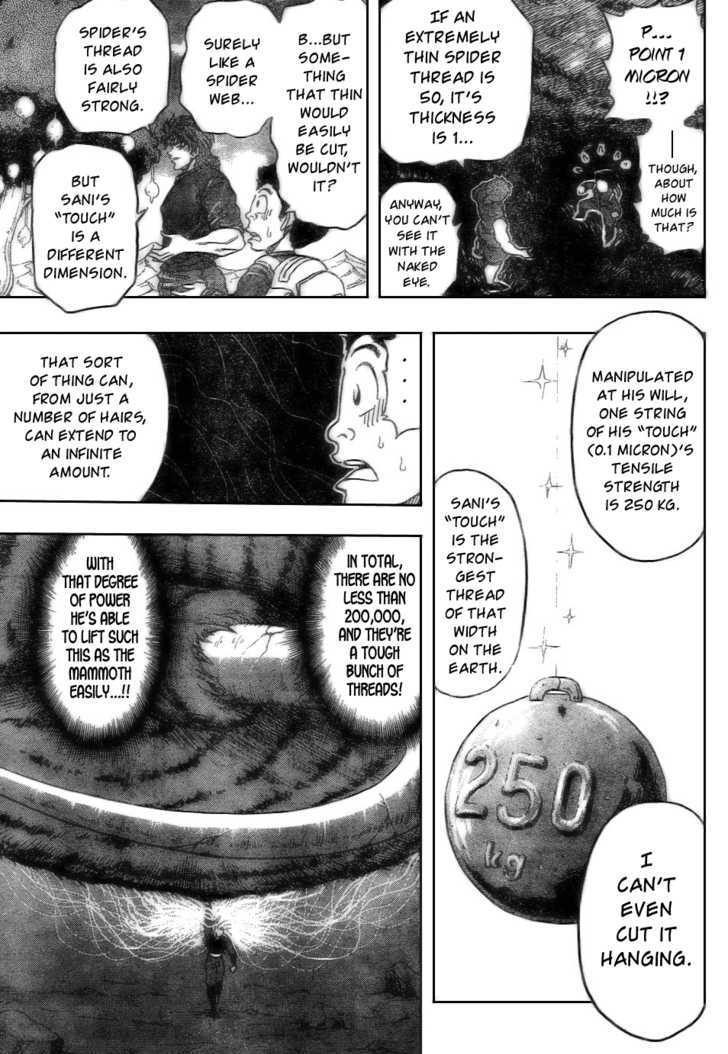 P...
POINT 1
MICRON
!!?
THOUGH,
ABOUT
HOW
MUCH IS
THAT?
IF AN
EXTREMELY
THIN SPIDER
THREAD IS
50, IT'S
THICKNESS
IS 1...
ANYWAY,
YOU CAN'T
SEE IT
WITH THE
NAKED
EYE.
B...BUT
SOME-
THING
THAT THIN
WOULD
EASILY
BE CUT,
WOULDN'T
IT?
SURELY
LIKE A
SPIDER
WEB...
SPIDER'S
THREAD
IS ALSO
FAIRLY
STRONG.
BUT
SANI'S
"TOUCH"
IS A
DIFFERENT
DIMENSION.
MANIPULATED
AT HIS WILL,
ONE STRING
OF HIS "TOUCH"
(0.1 MICRON)'S
TENSILE
STRENGTH
IS 250 KG.
SANI'S
"TOUCH"
IS THE
STRON-
GEST
THREAD
OF THAT
WIDTH
ON THE
EARTH.
250
kg
I
CAN'T
EVEN
CUT IT
HANGING.
...
THAT SORT
OF THING CAN,
FROM JUST A
NUMBER OF HAIRS,
CAN EXTEND TO
AN INFINITE
AMOUNT.
IN TOTAL,
THERE ARE NO
LESS THAN
200,000,
AND THEY'RE
A TOUGH
BUNCH OF
THREADS!
WITH
THAT DEGREE
OF POWER
HE'S ABLE
TO LIFT SUCH
THIS AS THE
MAMMOTH
EASILY...!!